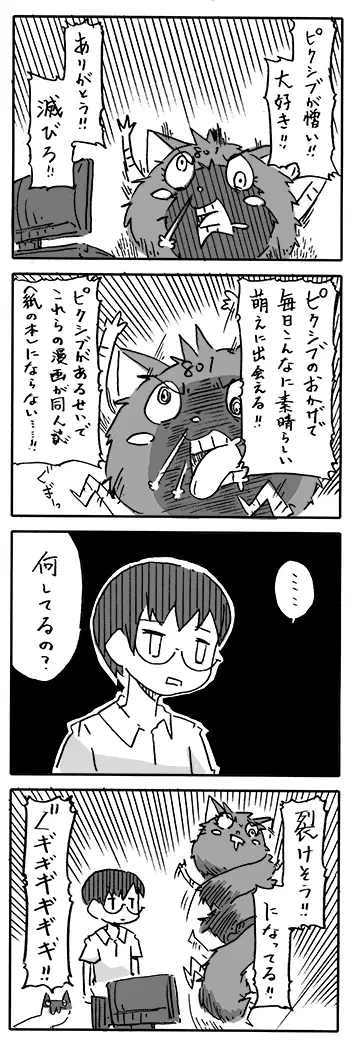 ピクシブが憎い!!
大好き!!
ありがとう!!
滅びろ!!
ピクシブのおかげで
毎日こんなに素晴らしい
萌えに出会える!!
801
ピクシブがあるせいで
これらの漫画が同人誌
(紙の本)にならない……!!
……
何してるの?
裂けそう!!
になってる!!
ギギギギギギ!!